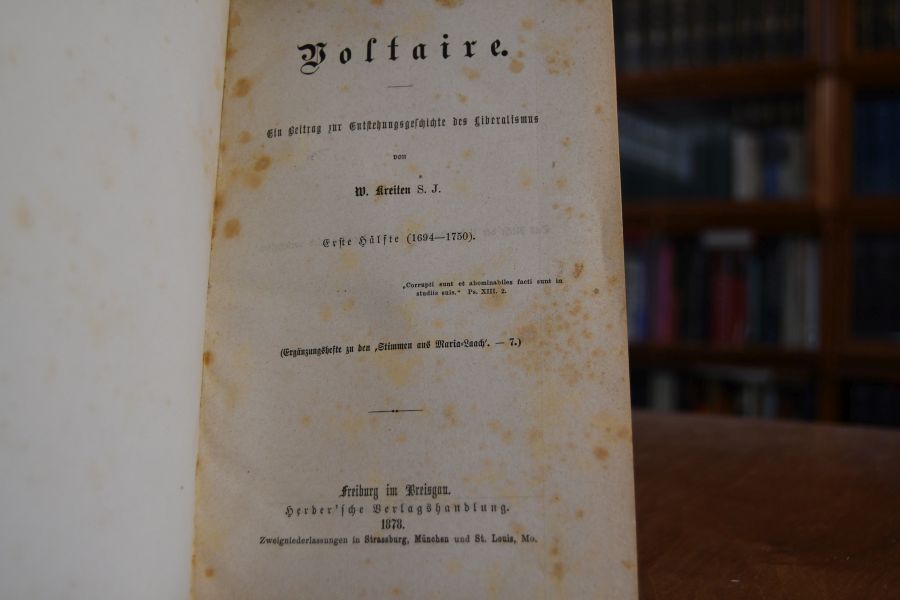 Voltaire.
Ein Beitrag zur Entstehungsgeschichte des Liberalismus
von
W. Kreiten S. J.
Erste Hälfte (1694—1750).
„Corrupti sunt et abominabiles facti sunt in
studiis suis.“ Ps. XIII. 2.
(Ergänzungshefte zu den ‚Stimmen aus Maria-Laach‘. — 7.)
Freiburg im Breisgau.
Herder'sche Verlagshandlung.
1878.
Zweigniederlassungen in Strassburg, München und St. Louis, Mo.